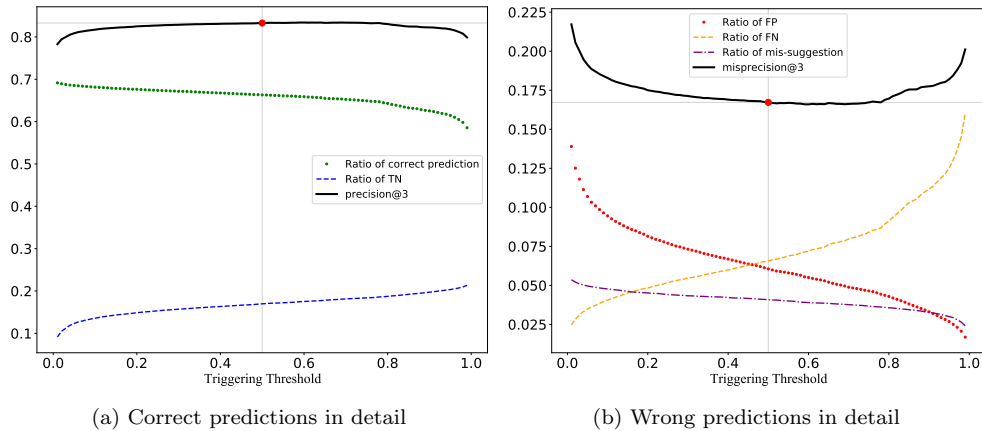 0.8
0.7
0.6
0.5
0.4
0.3
0.2
0.1
Ratio of correct prediction
Ratio of TN
precision@3
0.0 0.2 0.4 0.6 0.8 1.0
Triggering Threshold
(a) Correct predictions in detail
0.225
0.200
0.175
0.150
0.125
0.100
0.075
0.050
0.025
Ratio of FP
Ratio of FN
Ratio of mis-suggestion
misprecision@3
0.0 0.2 0.4 0.6 0.8 1.0
Triggering Threshold
(b) Wrong predictions in detail